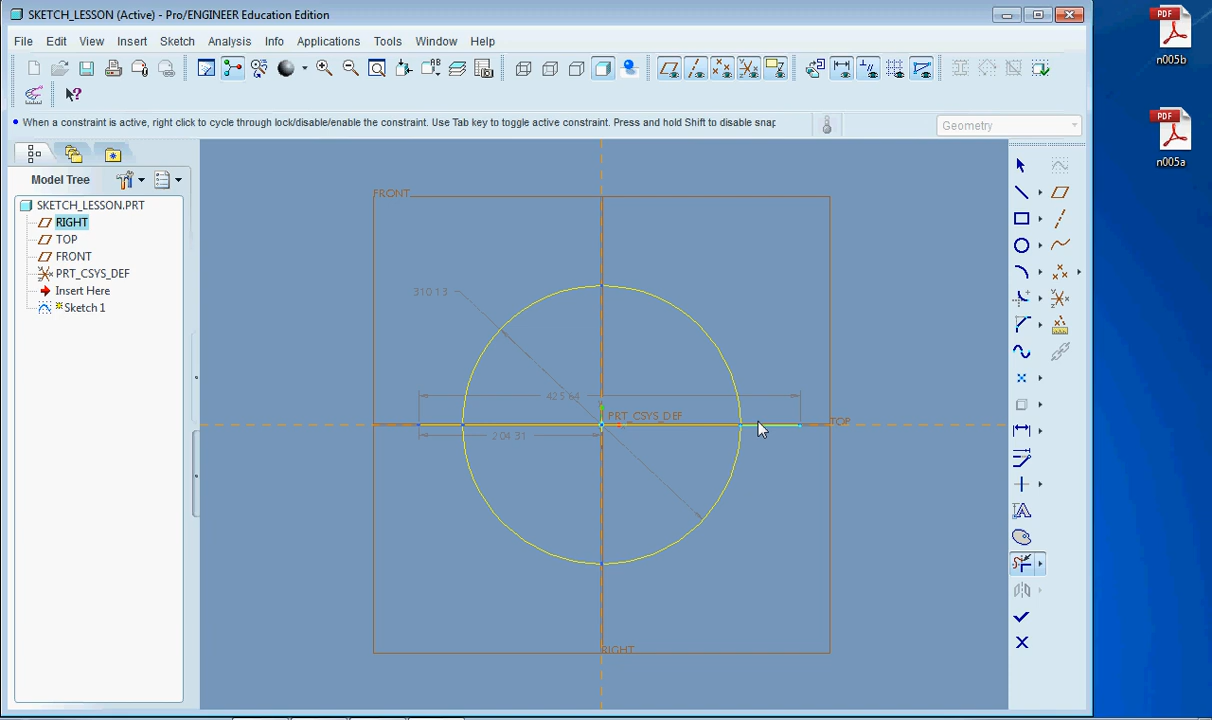 SKETCH_LESSON (Active) - Pro/ENGINEER Education Edition
File Edit View Insert Sketch Analysis Info Applications Tools Window Help
When a constraint is active, right click to cycle through lock/disable/enable the constraint. Use Tab key to toggle active constraint. Press and hold Shift to disable snap
Geometry
Model Tree
SKETCH_LESSON.PRT
RIGHT
TOP
FRONT
PRT_CSYS_DEF
Insert Here
Sketch 1
FRONT
310.13
425.64
PRT_CSYS_DEF
TOP
204.31
RIGHT
PDF
n005b
PDF
n005a